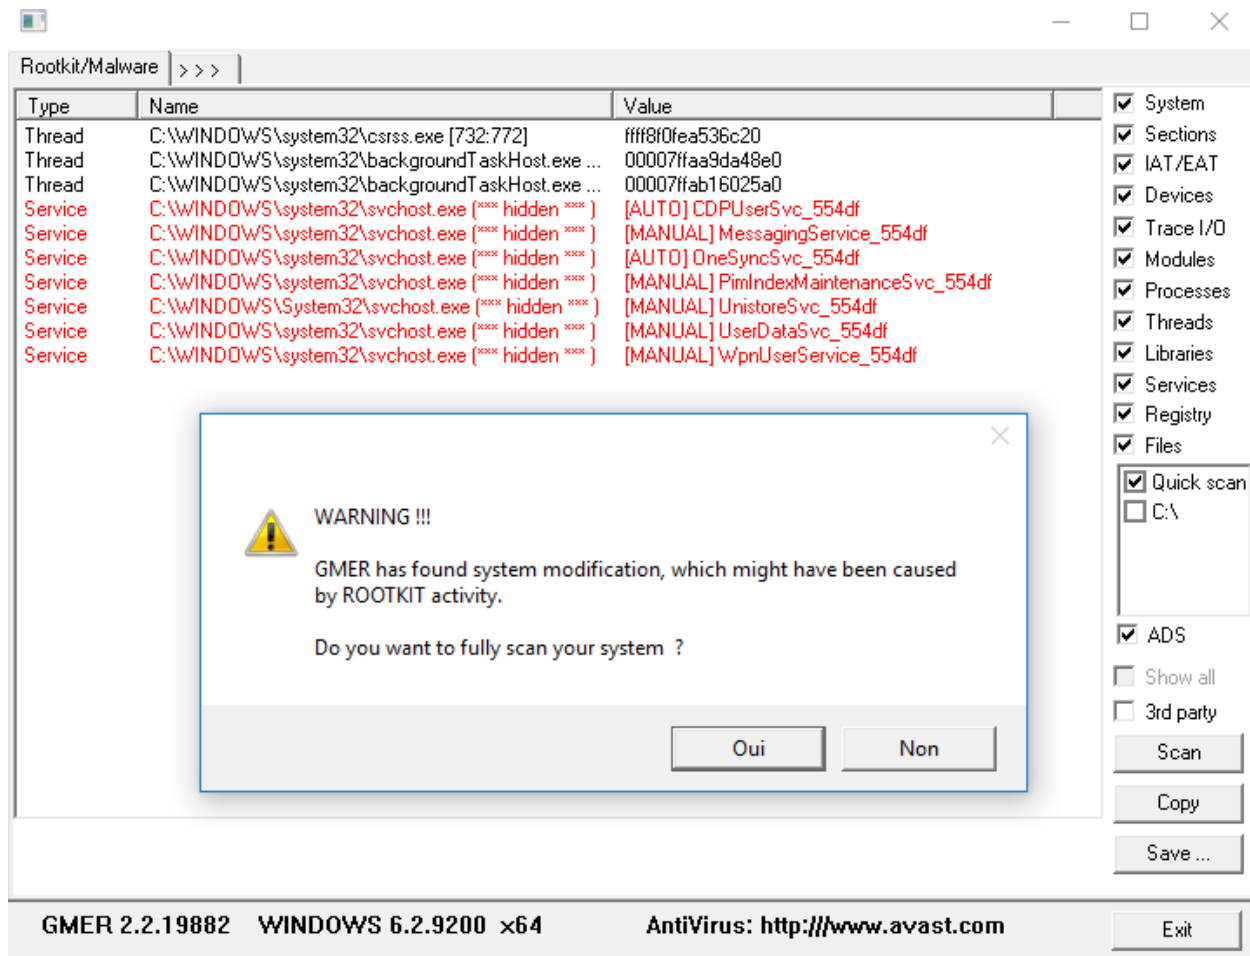 Rootkit/Malware > > >
Type Name Value
Thread C:\WINDOWS\system32\csrss.exe [732:772] ffff8f0fea536c20
Thread C:\WINDOWS\system32\backgroundTaskHost.exe ... 00007ffaa9da48e0
Thread C:\WINDOWS\system32\backgroundTaskHost.exe ... 00007ffab16025a0
Service C:\WINDOWS\system32\svchost.exe (*** hidden *** ) [AUTO] CDPUserSvc_554df
Service C:\WINDOWS\system32\svchost.exe (*** hidden *** ) [MANUAL] MessagingService_554df
Service C:\WINDOWS\system32\svchost.exe (*** hidden *** ) [AUTO] OneSyncSvc_554df
Service C:\WINDOWS\system32\svchost.exe (*** hidden *** ) [MANUAL] PimIndexMaintenanceSvc_554df
Service C:\WINDOWS\System32\svchost.exe (*** hidden *** ) [MANUAL] UnistoreSvc_554df
Service C:\WINDOWS\system32\svchost.exe (*** hidden *** ) [MANUAL] UserDataSvc_554df
Service C:\WINDOWS\system32\svchost.exe (*** hidden *** ) [MANUAL] WpnUserService_554df
WARNING !!!
GMER has found system modification, which might have been caused
by ROOTKIT activity.
Do you want to fully scan your system ?
Oui Non
System
Sections
IAT/EAT
Devices
Trace I/O
Modules
Processes
Threads
Libraries
Services
Registry
Files
Quick scan
C:\
ADS
Show all
3rd party
Scan
Copy
Save ...
GMER 2.2.19882 WINDOWS 6.2.9200 x64 AntiVirus: http:///www.avast.com
Exit